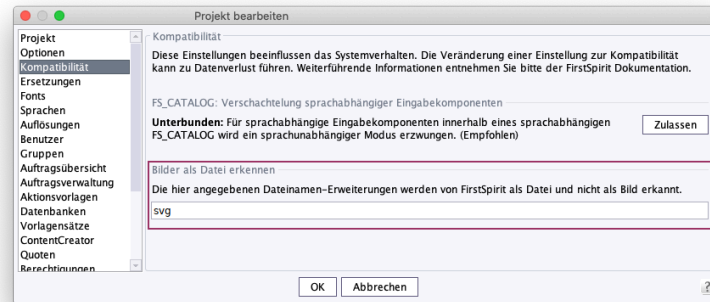 Projekt bearbeiten
Projekt
Optionen
Kompatibilität
Ersetzungen
Fonts
Sprachen
Auflösungen
Benutzer
Gruppen
Auftragsübersicht
Auftragsverwaltung
Aktionsvorlagen
Datenbanken
Vorlagensätze
ContentCreator
Quoten
Berechtigungen
Kompatibilität
Diese Einstellungen beeinflussen das Systemverhalten. Die Veränderung einer Einstellung zur Kompatibilität
kann zu Datenverlust führen. Weiterführende Informationen entnehmen Sie bitte der FirstSpirit Dokumentation.
FS_CATALOG: Verschachtelung sprachabhängiger Eingabekomponenten
Unterbunden: Für sprachabhängige Eingabekomponenten innerhalb eines sprachabhängigen
FS_CATALOG wird ein sprachunabhängiger Modus erzwungen. (Empfohlen)
Zulassen
Bilder als Datei erkennen
Die hier angegebenen Dateinamen-Erweiterungen werden von FirstSpirit als Datei und nicht als Bild erkannt.
svg
OK
Abbrechen
?